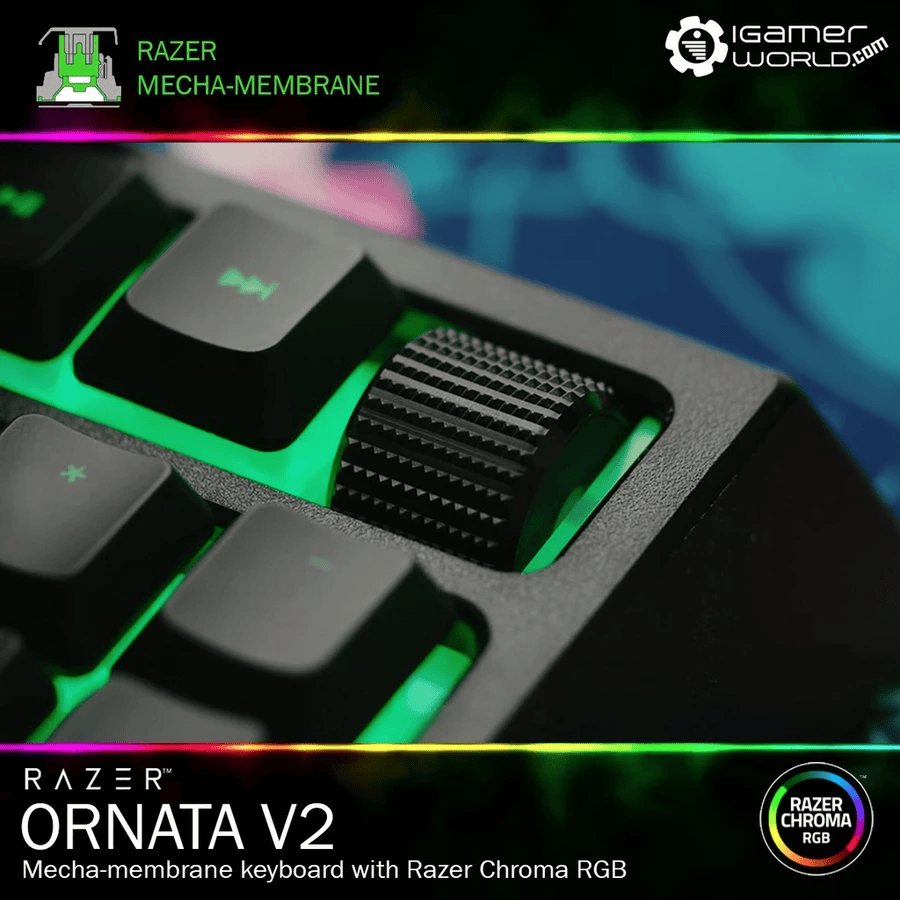 RAZER
MECHA-MEMBRANE
iGAMER
WORLD.com
*
-
RAZER™
ORNATA V2
Mecha-membrane keyboard with Razer Chroma RGB
RAZER
CHROMA
RGB
™